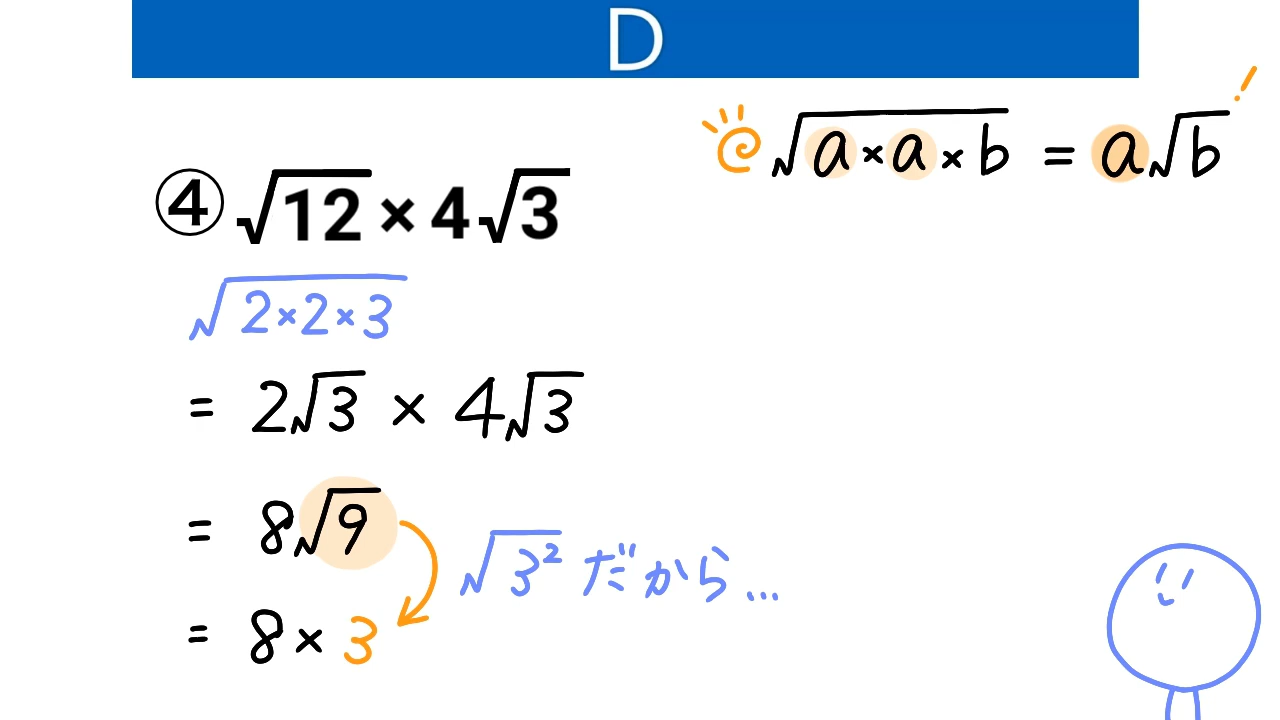 D
√(a×a×b) = a√b !
④ √12 × 4√3
√(2×2×3)
= 2√3 × 4√3
= 8√9
√(3²) だから...
= 8×3